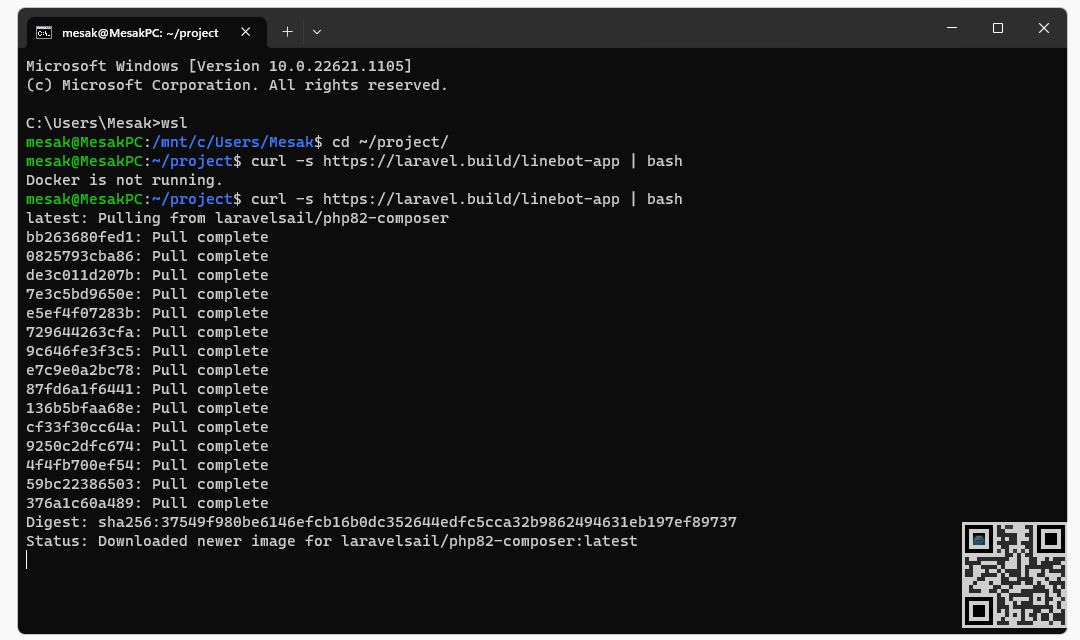 mesak@MesakPC: ~/project
Microsoft Windows [Version 10.0.22621.1105]
(c) Microsoft Corporation. All rights reserved.
C:\Users\Mesak>wsl
mesak@MesakPC:/mnt/c/Users/Mesak$ cd ~/project/
mesak@MesakPC:~/project$ curl -s https://laravel.build/linebot-app | bash
Docker is not running.
mesak@MesakPC:~/project$ curl -s https://laravel.build/linebot-app | bash
latest: Pulling from laravelsail/php82-composer
bb263680fed1: Pull complete
0825793cba86: Pull complete
de3c011d207b: Pull complete
7e3c5bd9650e: Pull complete
e5ef4f07283b: Pull complete
729644263cfa: Pull complete
9c646fe3f3c5: Pull complete
e7c9e0a2bc78: Pull complete
87fd6a1f6441: Pull complete
136b5bfaa68e: Pull complete
cf33f30cc64a: Pull complete
9250c2dfc674: Pull complete
4f4fb700ef54: Pull complete
59bc22386503: Pull complete
376a1c60a489: Pull complete
Digest: sha256:37549f980be6146efcb16b0dc352644edfc5cca32b9862494631eb197ef89737
Status: Downloaded newer image for laravelsail/php82-composer:latest